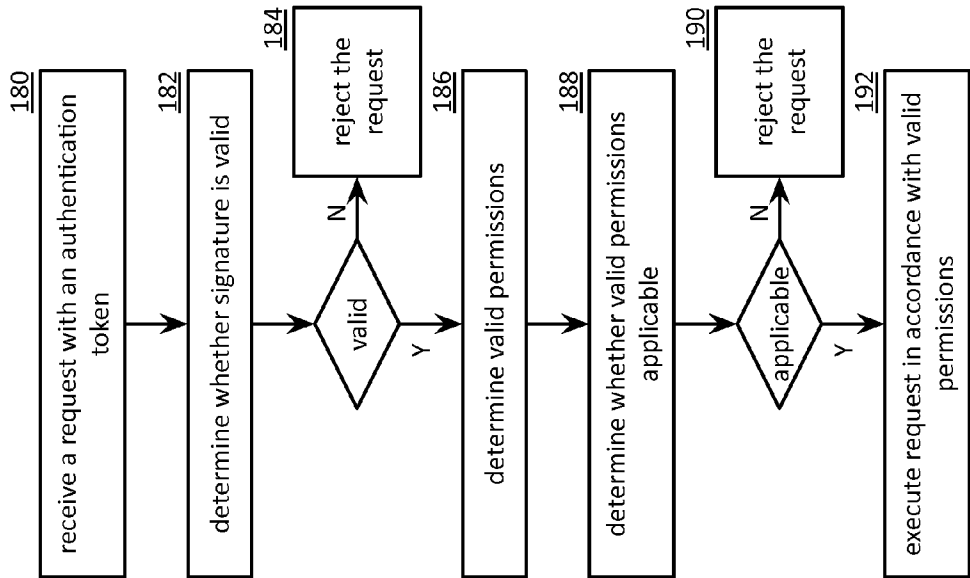 180
receive a request with an authentication
token
182
determine whether signature is valid
valid
N
184
reject the
request
Y
186
determine valid permissions
188
determine whether valid permissions
applicable
applicable
N
190
reject the
request
Y
192
execute request in accordance with valid
permissions